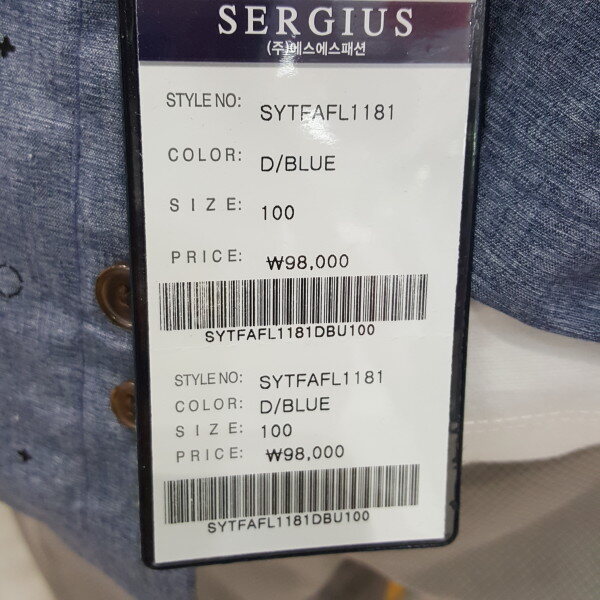 SERGIUS
(주)에스에스패션
STYLE NO: SYTFAFL1181
COLOR: D/BLUE
SIZE: 100
PRICE: ₩98,000
SYTFAFL1181DBU100
STYLE NO: SYTFAFL1181
COLOR: D/BLUE
SIZE: 100
PRICE: ₩98,000
SYTFAFL1181DBU100